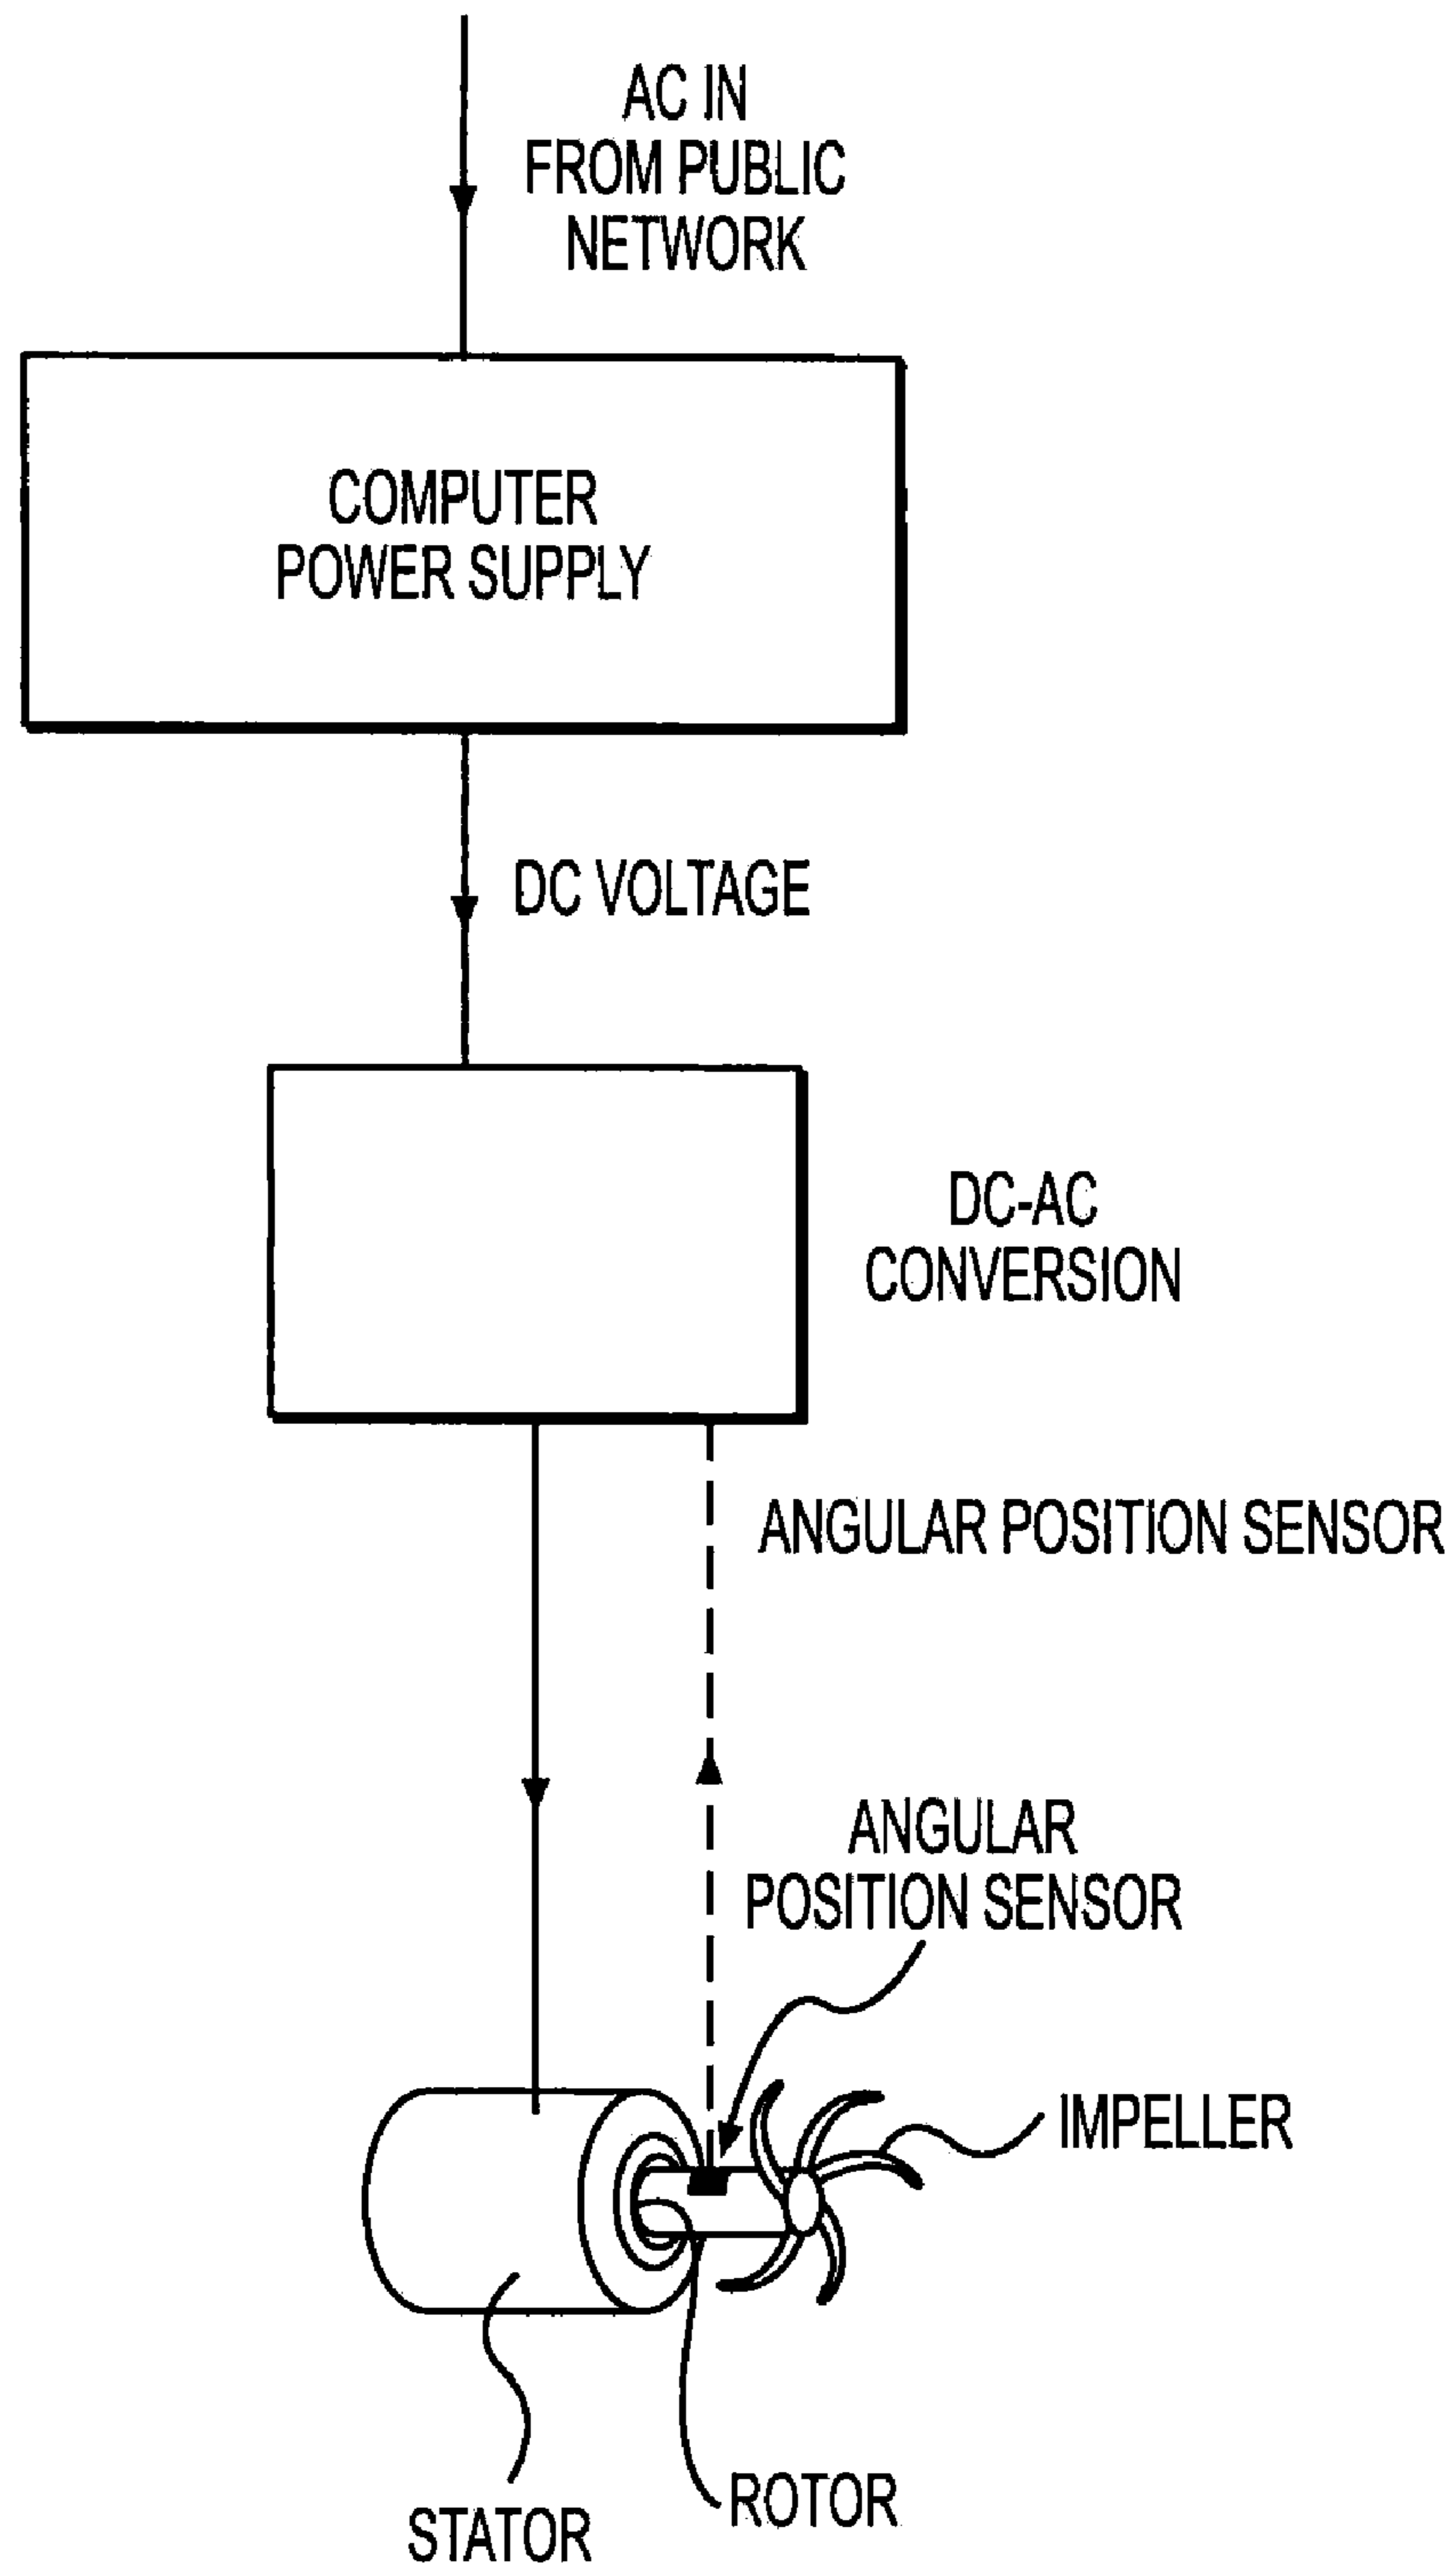 AC IN
FROM PUBLIC
NETWORK
COMPUTER
POWER SUPPLY
DC VOLTAGE
DC-AC
CONVERSION
ANGULAR POSITION SENSOR
ANGULAR
POSITION SENSOR
IMPELLER
ROTOR
STATOR